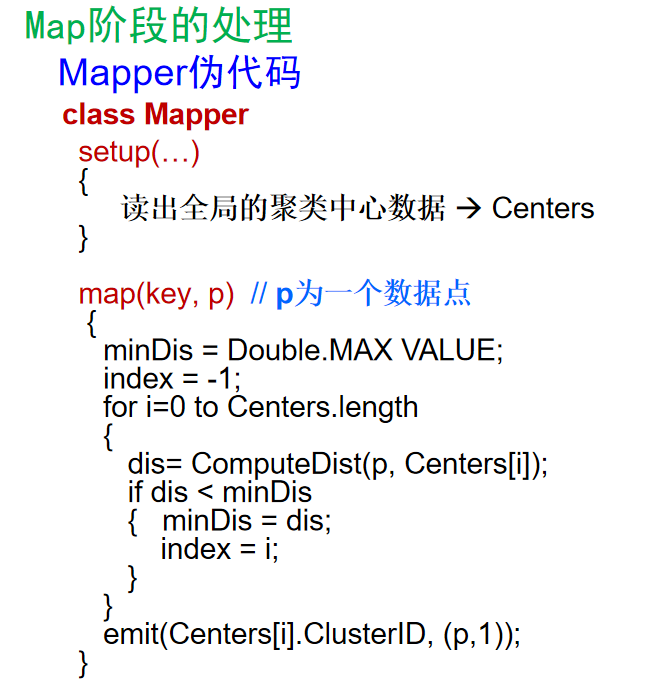 Map阶段的处理
Mapper伪代码
class Mapper
setup(…)
{
读出全局的聚类中心数据 → Centers
}
map(key, p) // p为一个数据点
{
minDis = Double.MAX VALUE;
index = -1;
for i=0 to Centers.length
{
dis= ComputeDist(p, Centers[i]);
if dis < minDis
{ minDis = dis;
index = i;
}
}
emit(Centers[i].ClusterID, (p,1));
}